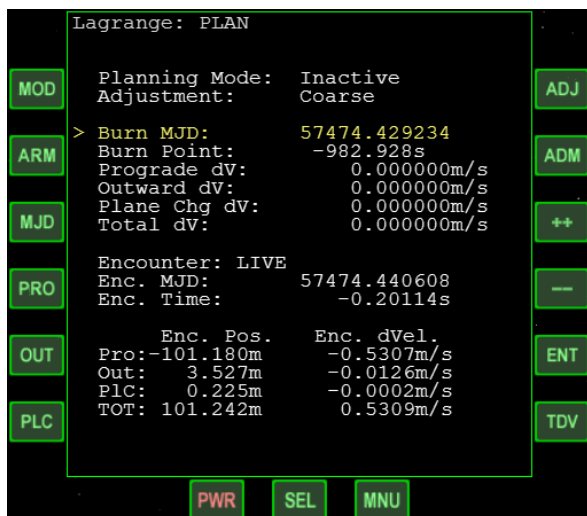 Lagrange: PLAN
Planning Mode: Inactive
MOD
ADJ
Adjustment: Coarse
> Burn MJD: 57474.429234
ARM
Burn Point: -982.928s
ADM
Prograde dV: 0.000000m/s
Outward dV: 0.000000m/s
Plane Chg dV: 0.000000m/s
MJD
Total dV: 0.000000m/s
++
Encounter: LIVE
Enc. MJD: 57474.440608
PRO
Enc. Time: -0.20114s
--
Enc. Pos. Enc. dVel.
OUT
Pro:-101.180m -0.5307m/s
ENT
Out: 3.527m -0.0126m/s
PlC: 0.225m -0.0002m/s
TOT: 101.242m 0.5309m/s
PLC
TDV
PWR SEL MNU